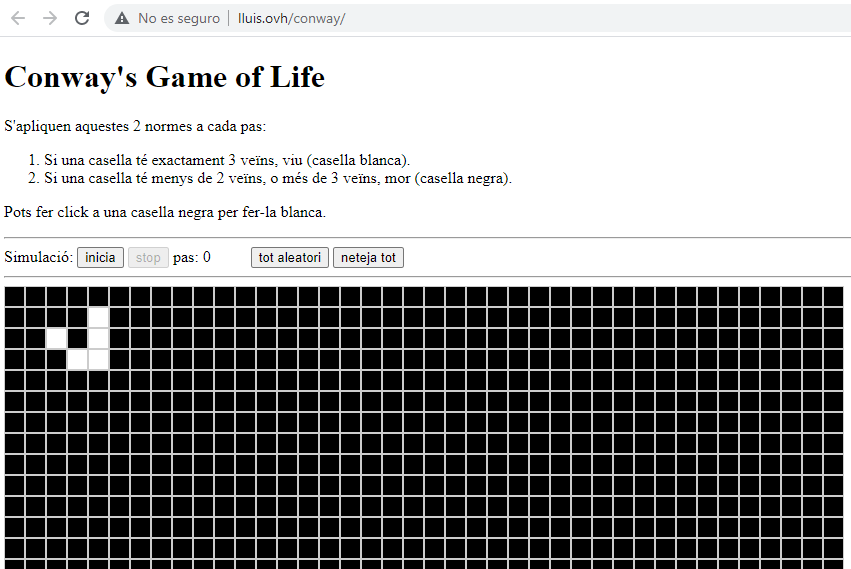 No es seguro | lluis.ovh/conway/
Conway's Game of Life
S'apliquen aquestes 2 normes a cada pas:
1. Si una casella té exactament 3 veïns, viu (casella blanca).
2. Si una casella té menys de 2 veïns, o més de 3 veïns, mor (casella negra).
Pots fer click a una casella negra per fer-la blanca.
Simulació: inicia stop pas: 0 tot aleatori neteja tot